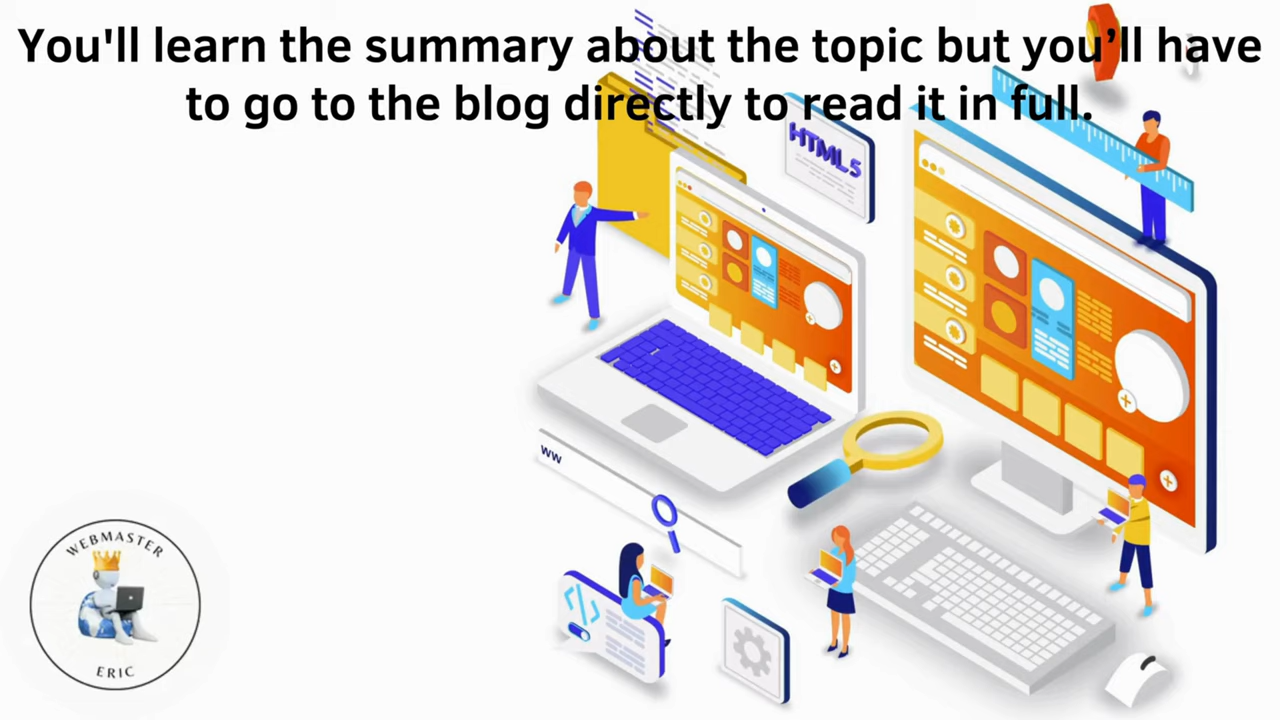 You'll learn the summary about the topic but you’ll have
to go to the blog directly to read it in full.
HTML5
WW
</>
WEBMASTER
ERIC